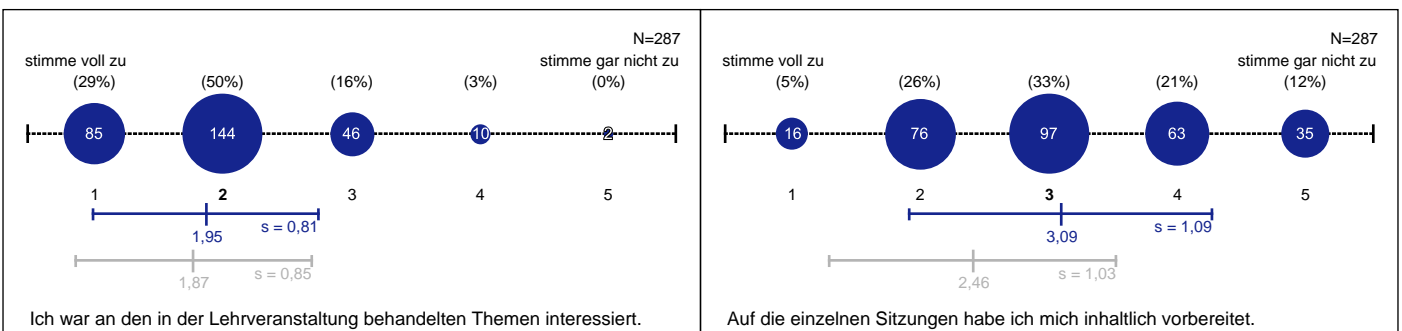 N=287
stimme voll zu
stimme gar nicht zu
(29%) (50%) (16%) (3%) (0%)
85 144 46 10 2
1 2 3 4 5
s = 0,81
1,95
s = 0,85
1,87
Ich war an den in der Lehrveranstaltung behandelten Themen interessiert.
N=287
stimme voll zu
stimme gar nicht zu
(5%) (26%) (33%) (21%) (12%)
16 76 97 63 35
1 2 3 4 5
s = 1,09
3,09
s = 1,03
2,46
Auf die einzelnen Sitzungen habe ich mich inhaltlich vorbereitet.